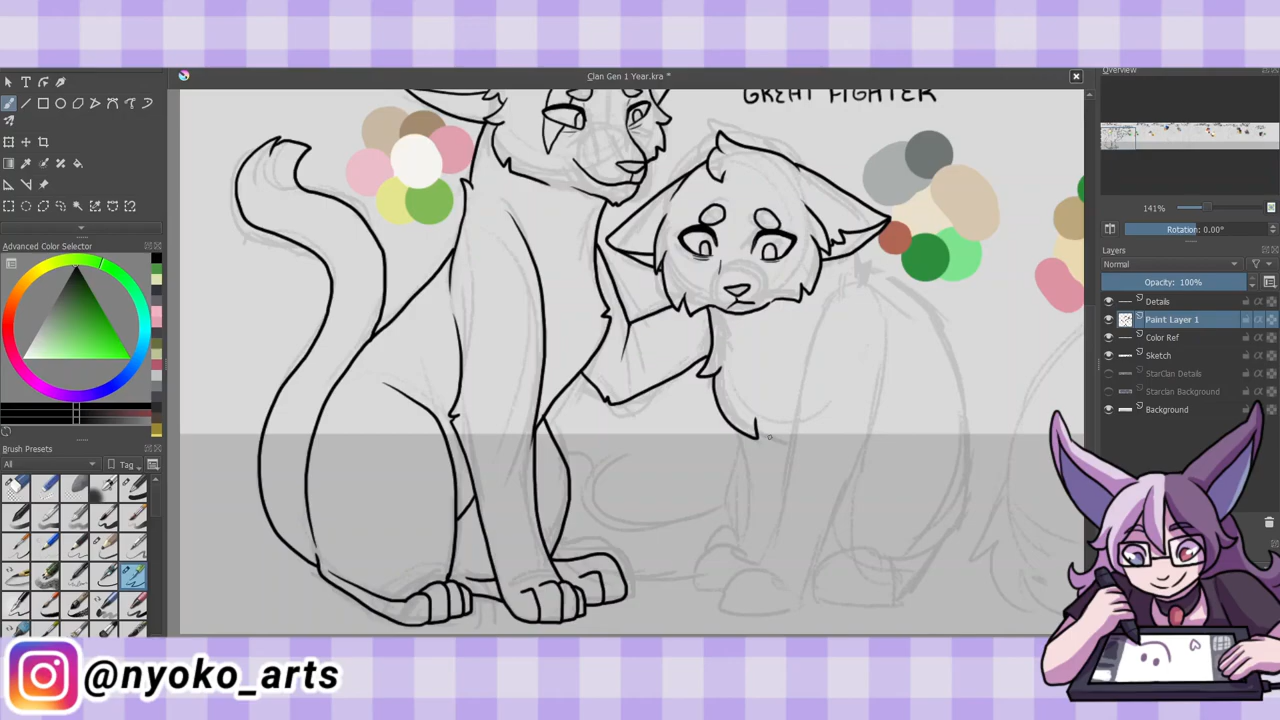 Clan Gen 1 Year.kra *
Overview
GREAT FIGHTER
141%
Rotation: 0.00°
Advanced Color Selector
Layers
Normal
Opacity: 100%
Details
Paint Layer 1
Color Ref
Sketch
StarClan Details
Starclan Background
Background
Brush Presets
All
Tag
@nyoko_arts